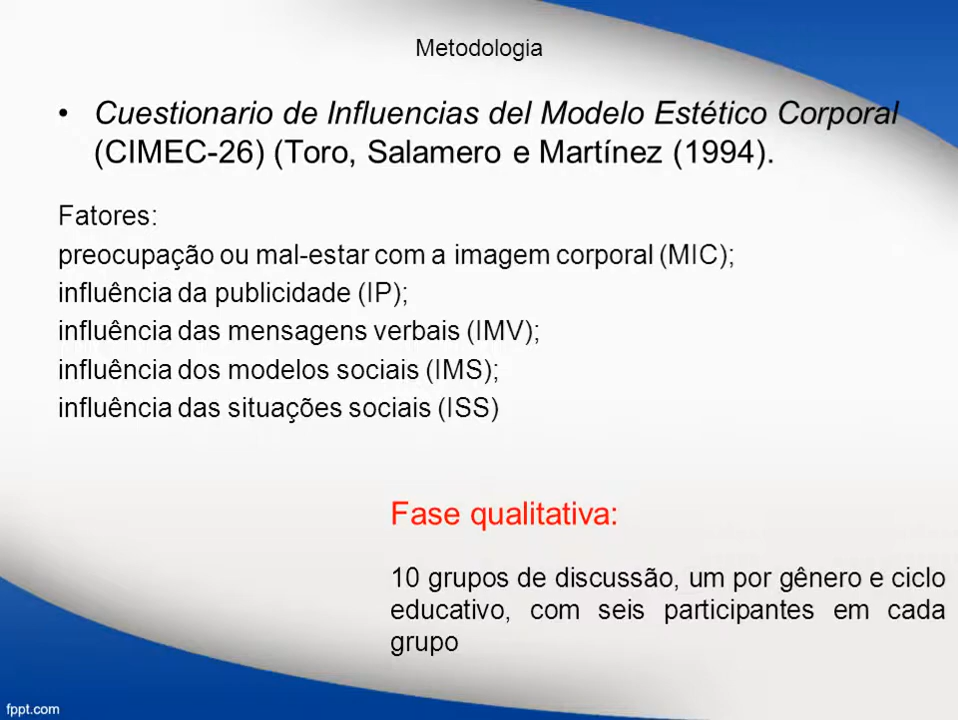 Metodologia
• Cuestionario de Influencias del Modelo Estético Corporal
(CIMEC-26) (Toro, Salamero e Martínez (1994).
Fatores:
preocupação ou mal-estar com a imagem corporal (MIC);
influência da publicidade (IP);
influência das mensagens verbais (IMV);
influência dos modelos sociais (IMS);
influência das situações sociais (ISS)
Fase qualitativa:
10 grupos de discussão, um por gênero e ciclo
educativo, com seis participantes em cada
grupo
fppt.com